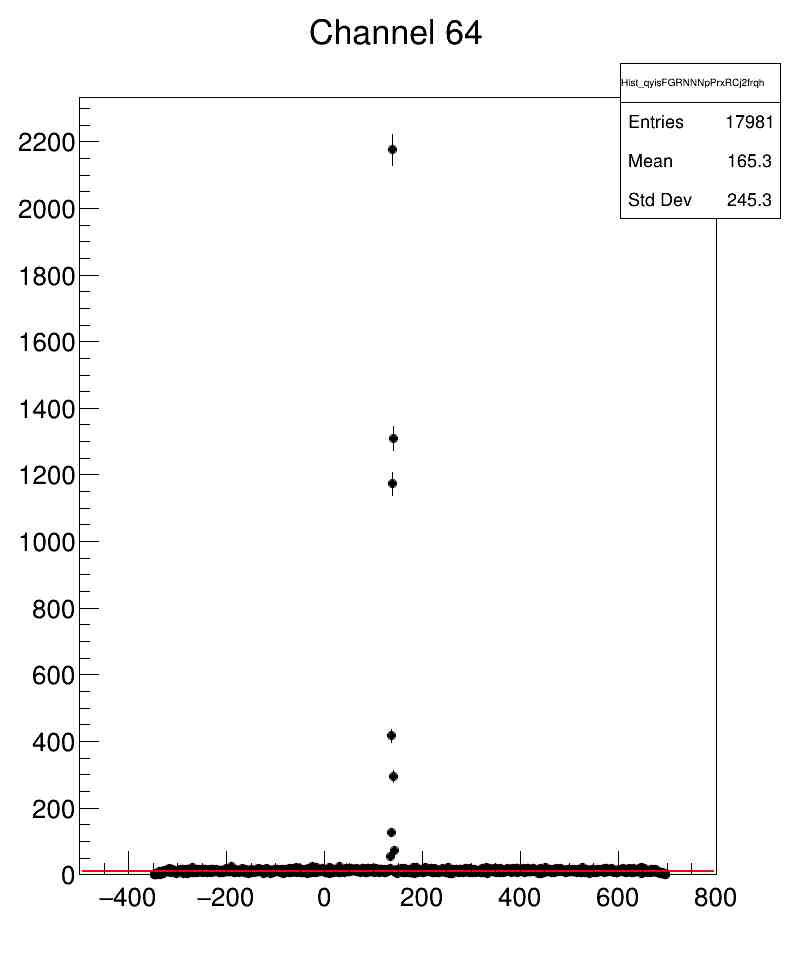 Channel 64
Hist_qyisFGRNNNpPrxRCj2frqh
Entries 17981
Mean 165.3
Std Dev 245.3
2200
2000
1800
1600
1400
1200
1000
800
600
400
200
0
−400 −200 0 200 400 600 800